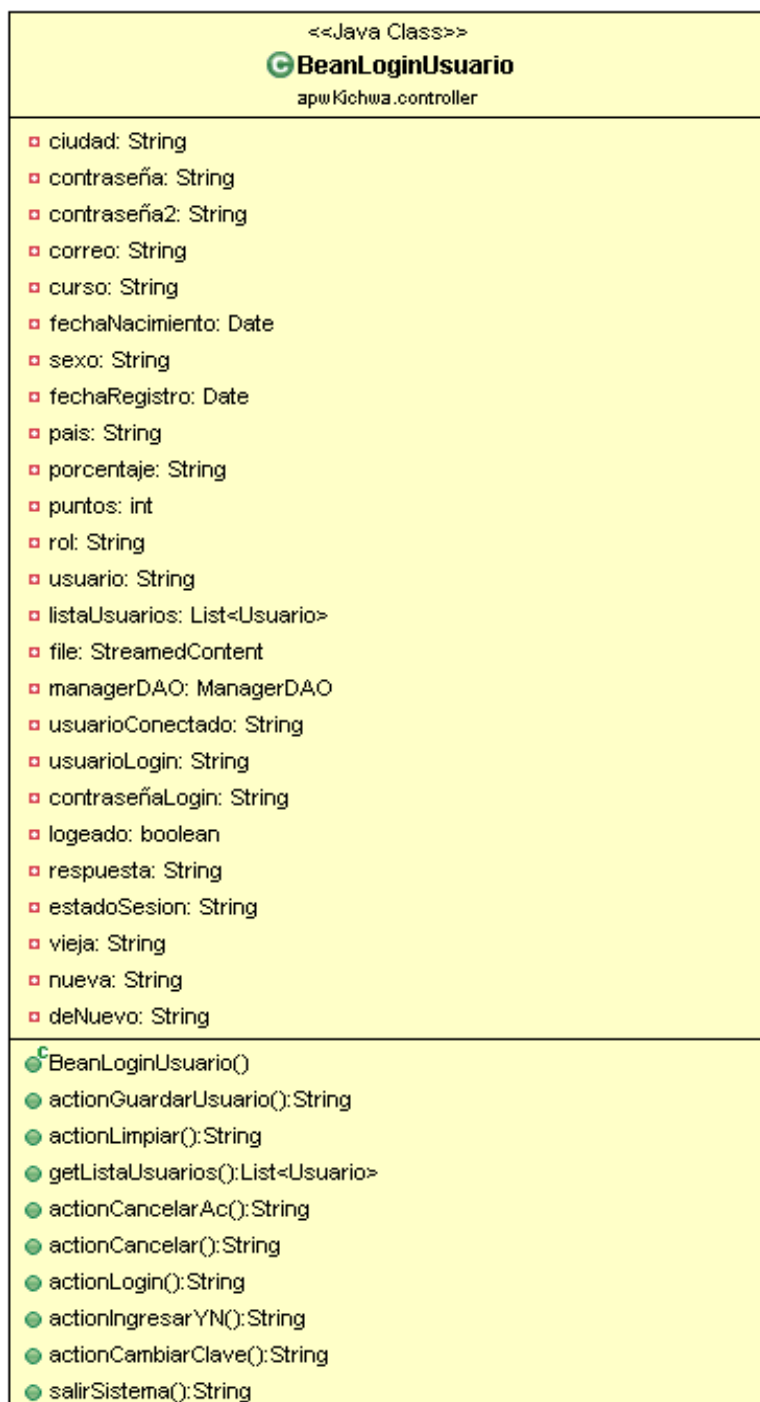 <<Java Class>>
BeanLoginUsuario
apwKichwa.controller
ciudad: String
contraseña: String
contraseña2: String
correo: String
curso: String
fechaNacimiento: Date
sexo: String
fechaRegistro: Date
pais: String
porcentaje: String
puntos: int
rol: String
usuario: String
listaUsuarios: List<Usuario>
file: StreamedContent
managerDAO: ManagerDAO
usuarioConectado: String
usuarioLogin: String
contraseñaLogin: String
logeado: boolean
respuesta: String
estadoSesion: String
vieja: String
nueva: String
deNuevo: String
BeanLoginUsuario()
actionGuardarUsuario():String
actionLimpiar():String
getListaUsuarios():List<Usuario>
actionCancelarAc():String
actionCancelar():String
actionLogin():String
actionIngresarYN():String
actionCambiarClave():String
salirSistema():String